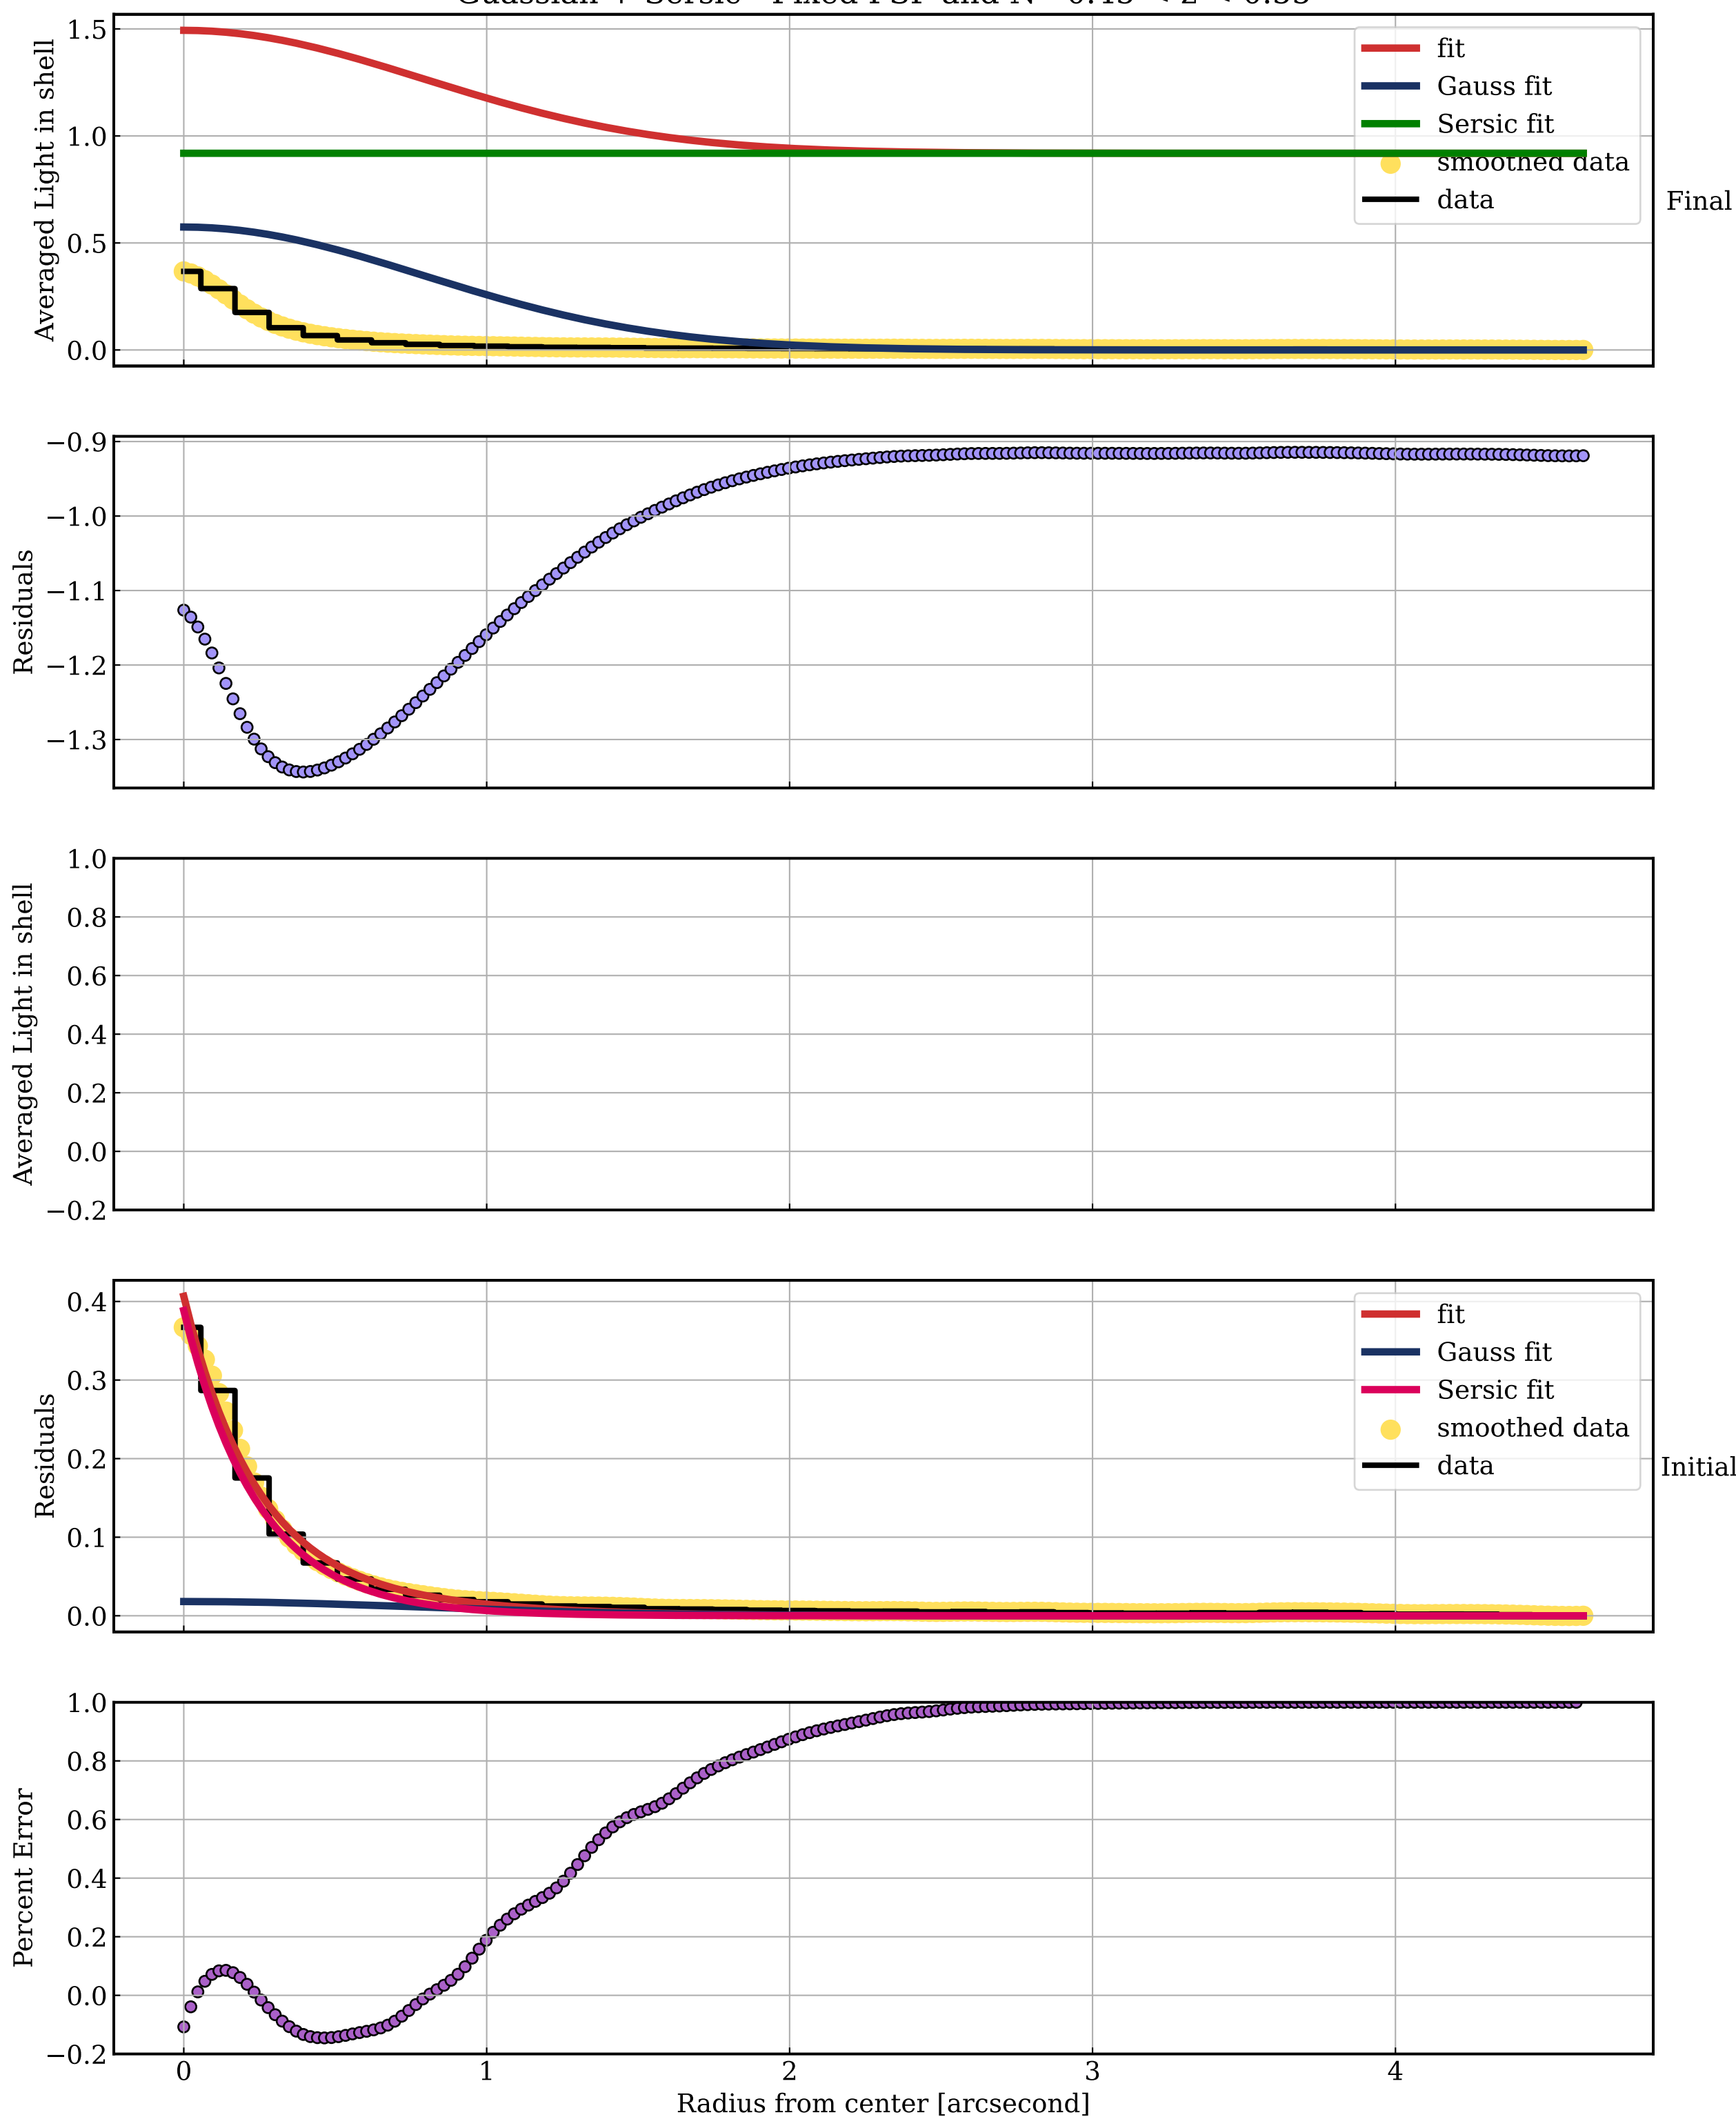 1.5
1.0
0.5
0.0
Averaged Light in shell
fit
Gauss fit
Sersic fit
smoothed data
data
Final
−0.9
−1.0
−1.1
−1.2
−1.3
Residuals
1.0
0.8
0.6
0.4
0.2
0.0
−0.2
Averaged Light in shell
0.4
0.3
0.2
0.1
0.0
Residuals
fit
Gauss fit
Sersic fit
smoothed data
data
Initial
1.0
0.8
0.6
0.4
0.2
0.0
−0.2
Percent Error
0 1 2 3 4
Radius from center [arcsecond]